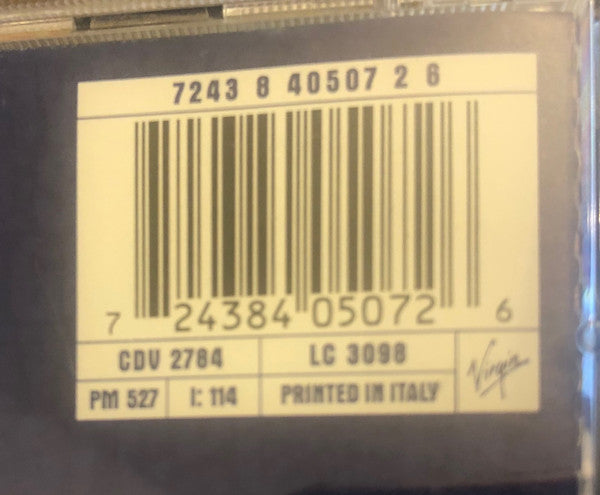 7243 8 40507 2 6
7 24384 05072 6
CDV 2784 LC 3098
Virgin
PM 527 I: 114 PRINTED IN ITALY